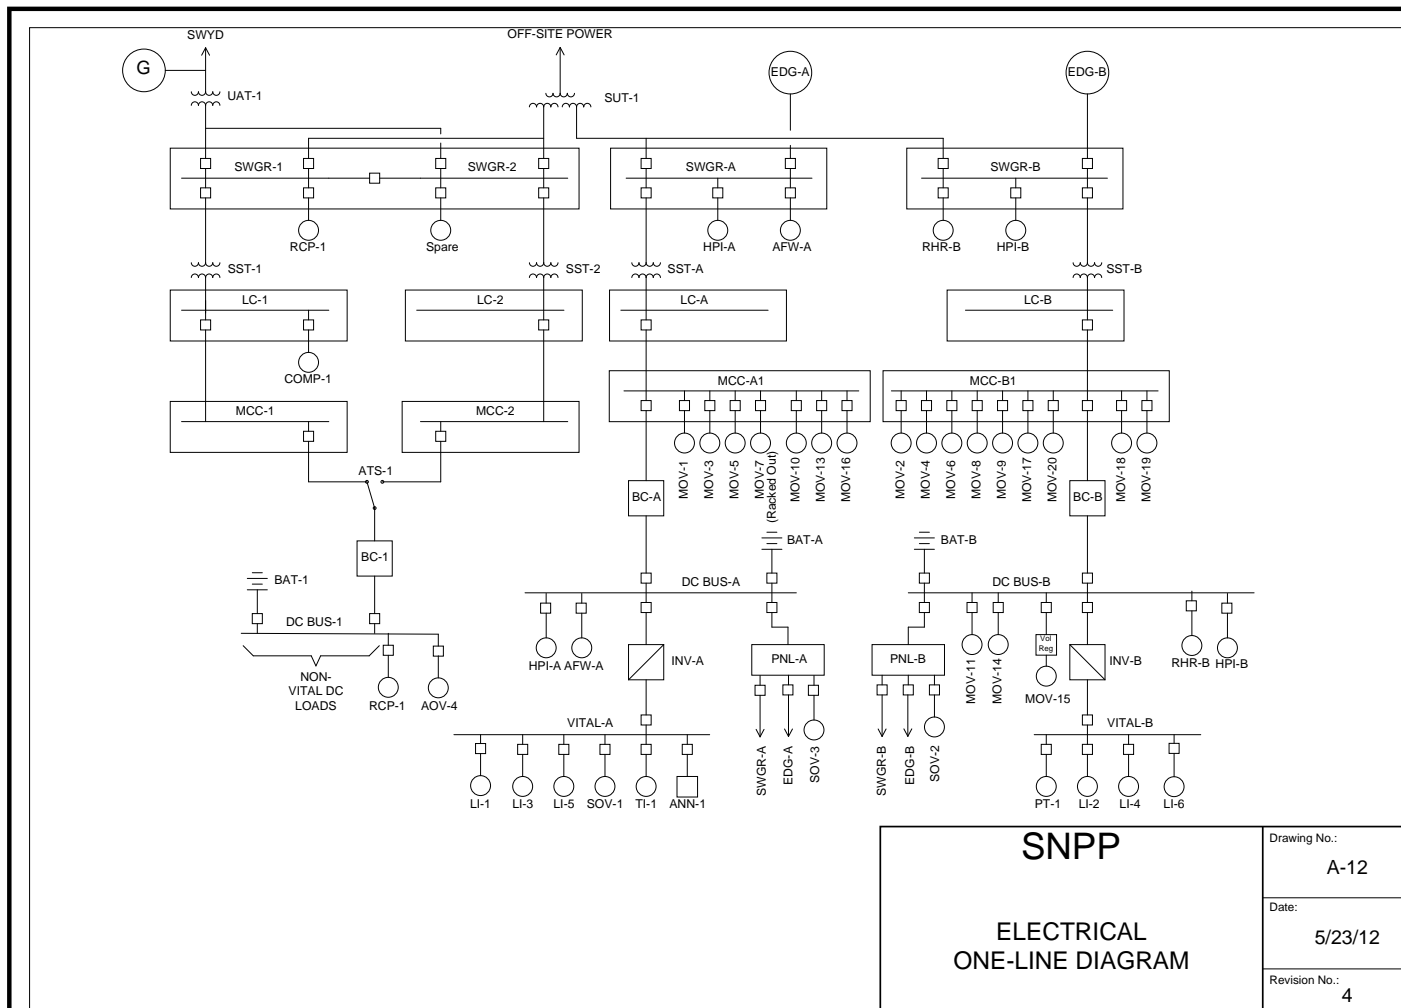 SWYD
OFF-SITE POWER
G
EDG-A
EDG-B
UAT-1
SUT-1
SWGR-1
SWGR-2
SWGR-A
SWGR-B
RCP-1
Spare
HPI-A
AFW-A
RHR-B
HPI-B
SST-1
SST-2
SST-A
SST-B
LC-1
LC-2
LC-A
LC-B
COMP-1
MCC-A1
MCC-B1
MCC-1
MCC-2
MOV-1
MOV-3
MOV-5
MOV-7
(Racked Out)
MOV-10
MOV-13
MOV-16
MOV-2
MOV-4
MOV-6
MOV-8
MOV-9
MOV-17
MOV-20
MOV-18
MOV-19
ATS-1
BC-A
BC-B
BC-1
BAT-A
BAT-B
BAT-1
DC BUS-A
DC BUS-B
DC BUS-1
NON-
VITAL DC
LOADS
RCP-1
AOV-4
HPI-A
AFW-A
INV-A
PNL-A
PNL-B
MOV-11
MOV-14
Vol
Reg
MOV-15
INV-B
RHR-B
HPI-B
VITAL-A
SWGR-A
EDG-A
SOV-3
SWGR-B
EDG-B
SOV-2
VITAL-B
LI-1
LI-3
LI-5
SOV-1
TI-1
ANN-1
PT-1
LI-2
LI-4
LI-6
SNPP
ELECTRICAL
ONE-LINE DIAGRAM
Drawing No.:
A-12
Date:
5/23/12
Revision No.:
4